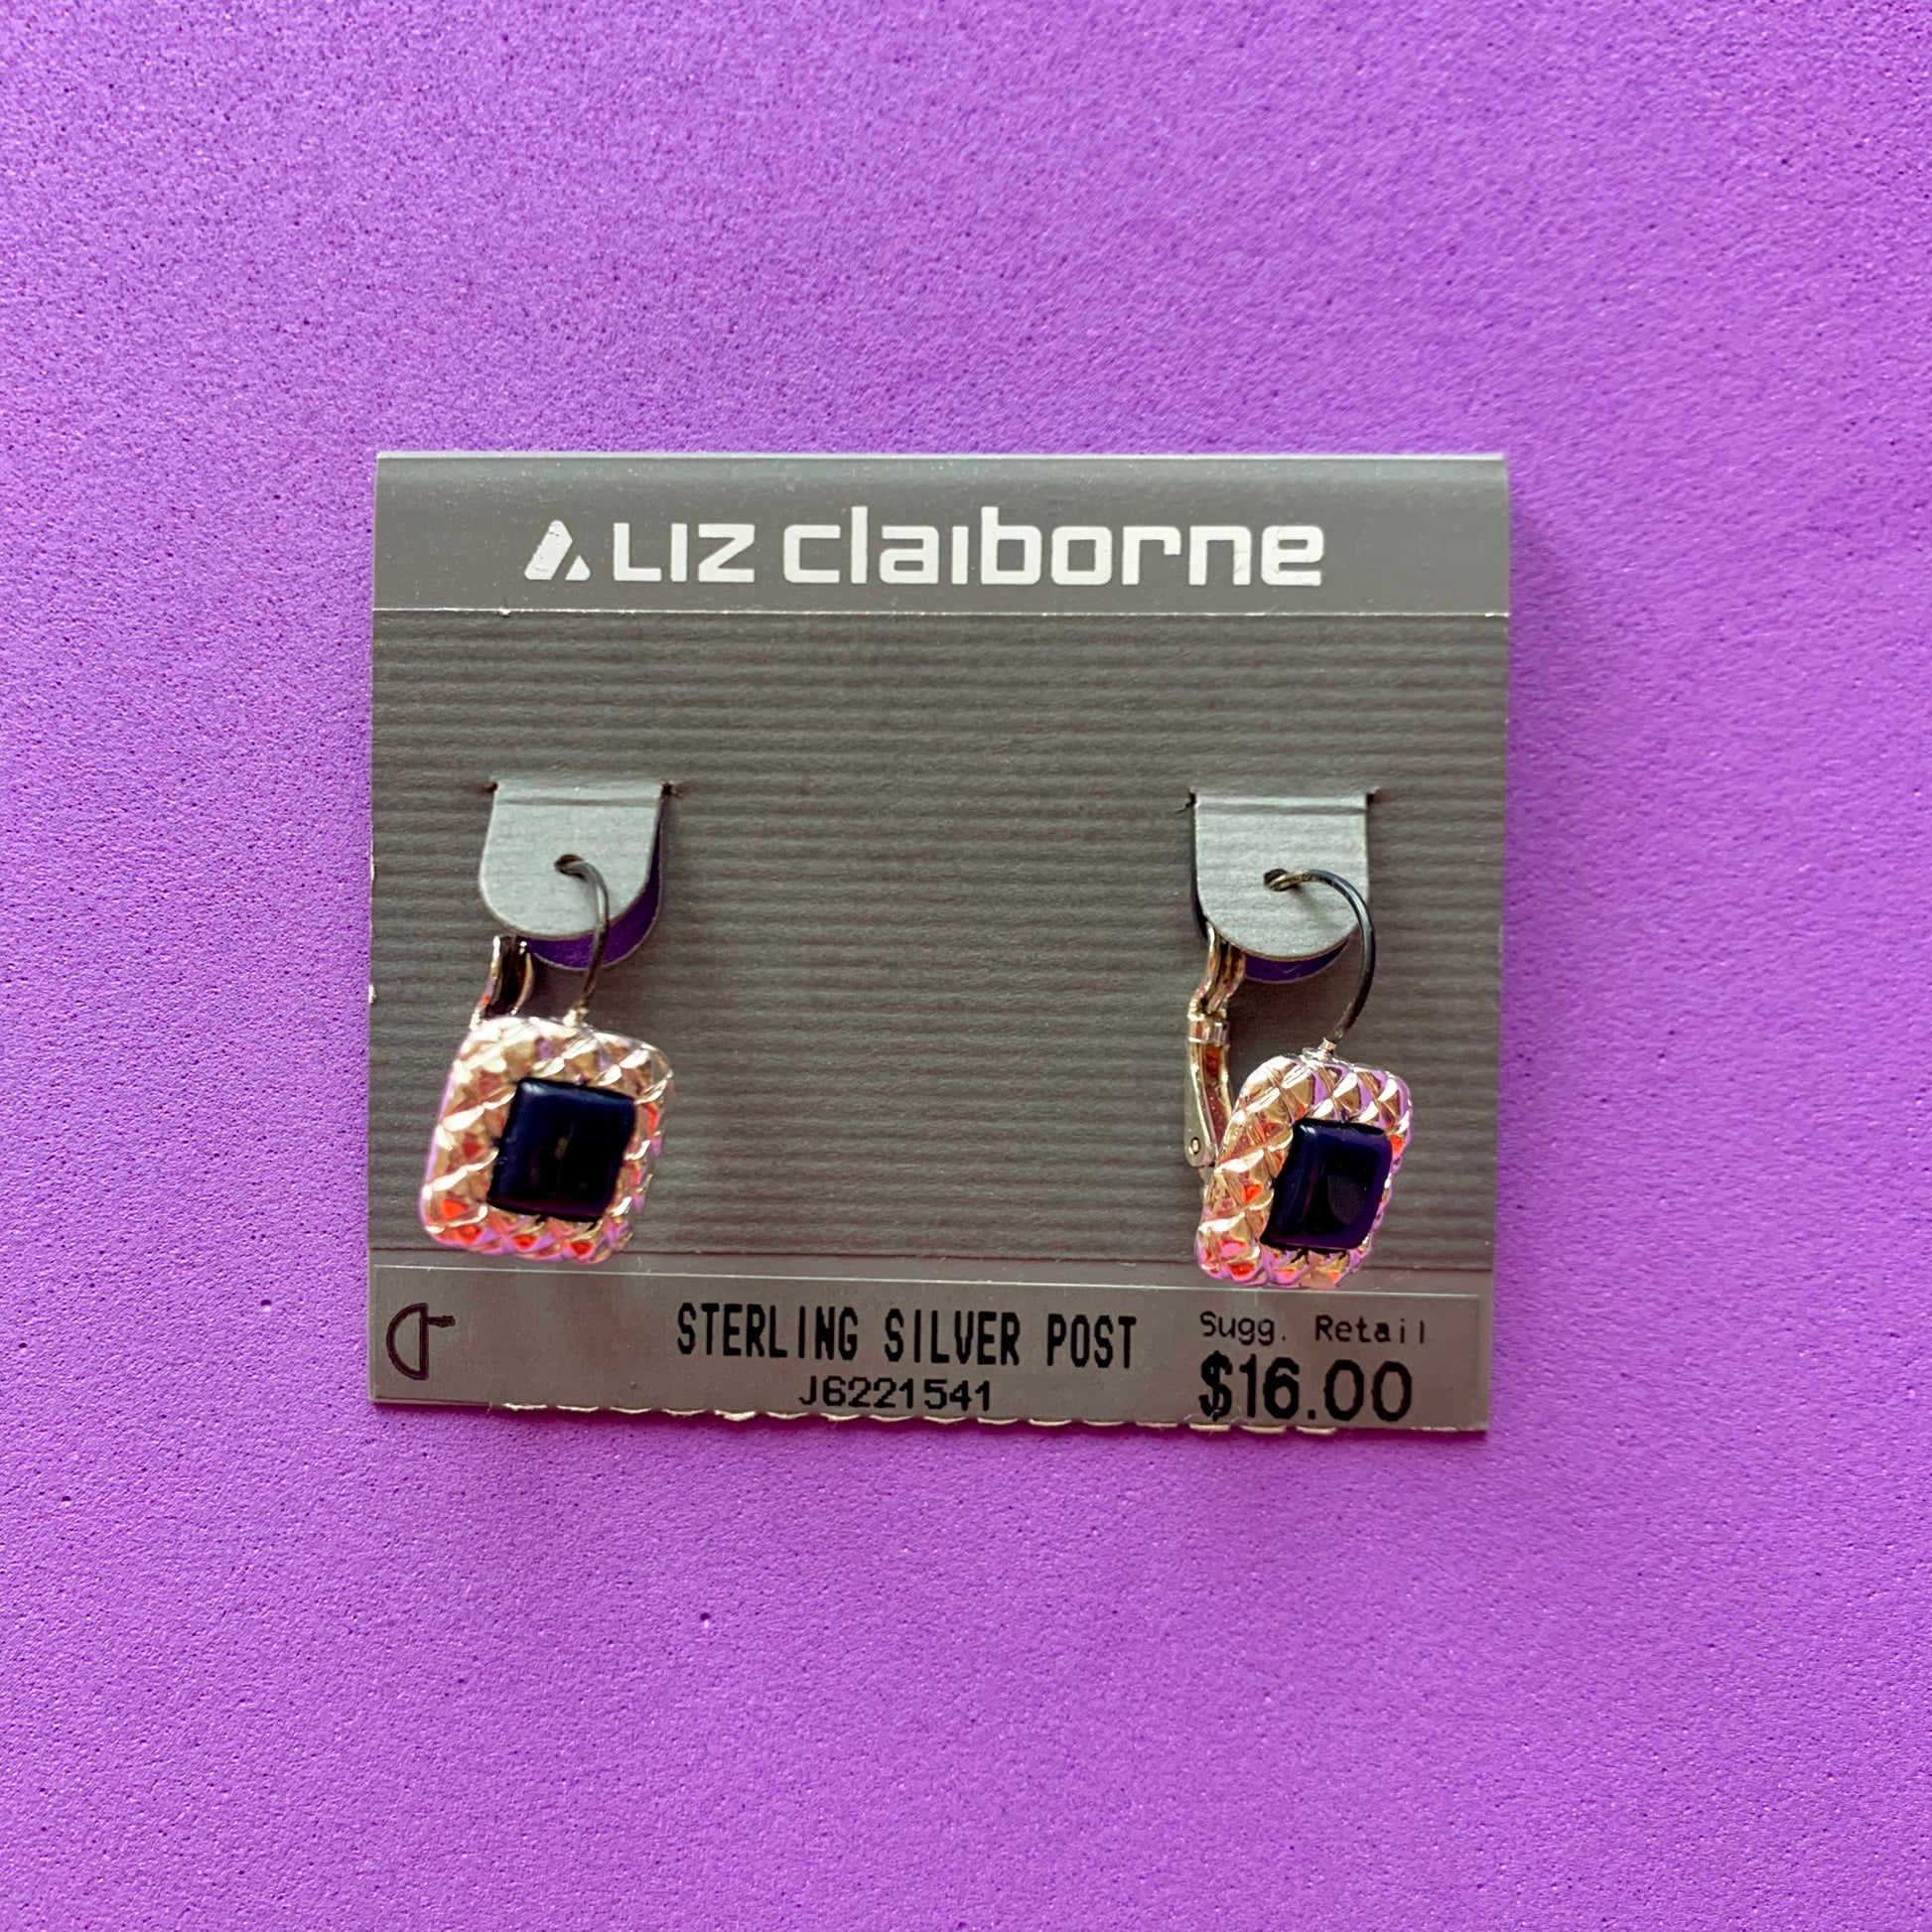 LIZ claiborne
STERLING SILVER POST
J6221541
Sugg. Retail
$16.00